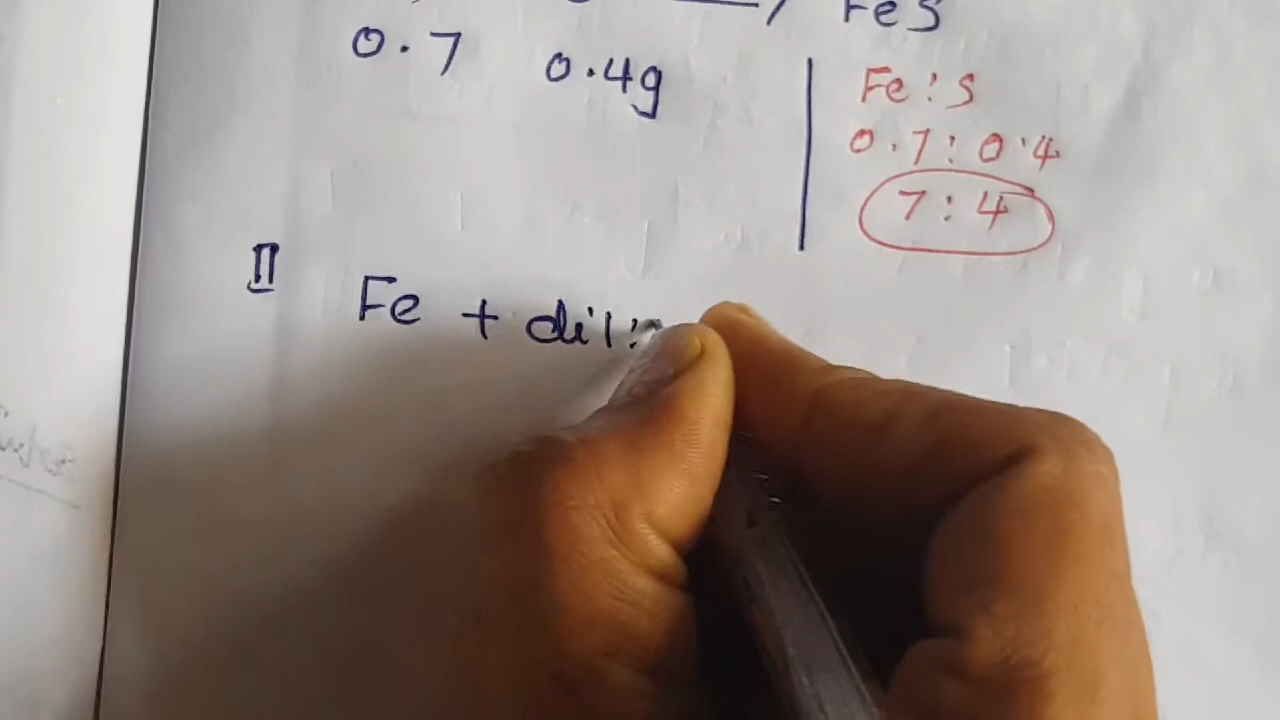 FeS
0.7 0.4g
Fe : S
0.7 : 0.4
7 : 4
II Fe + dil: